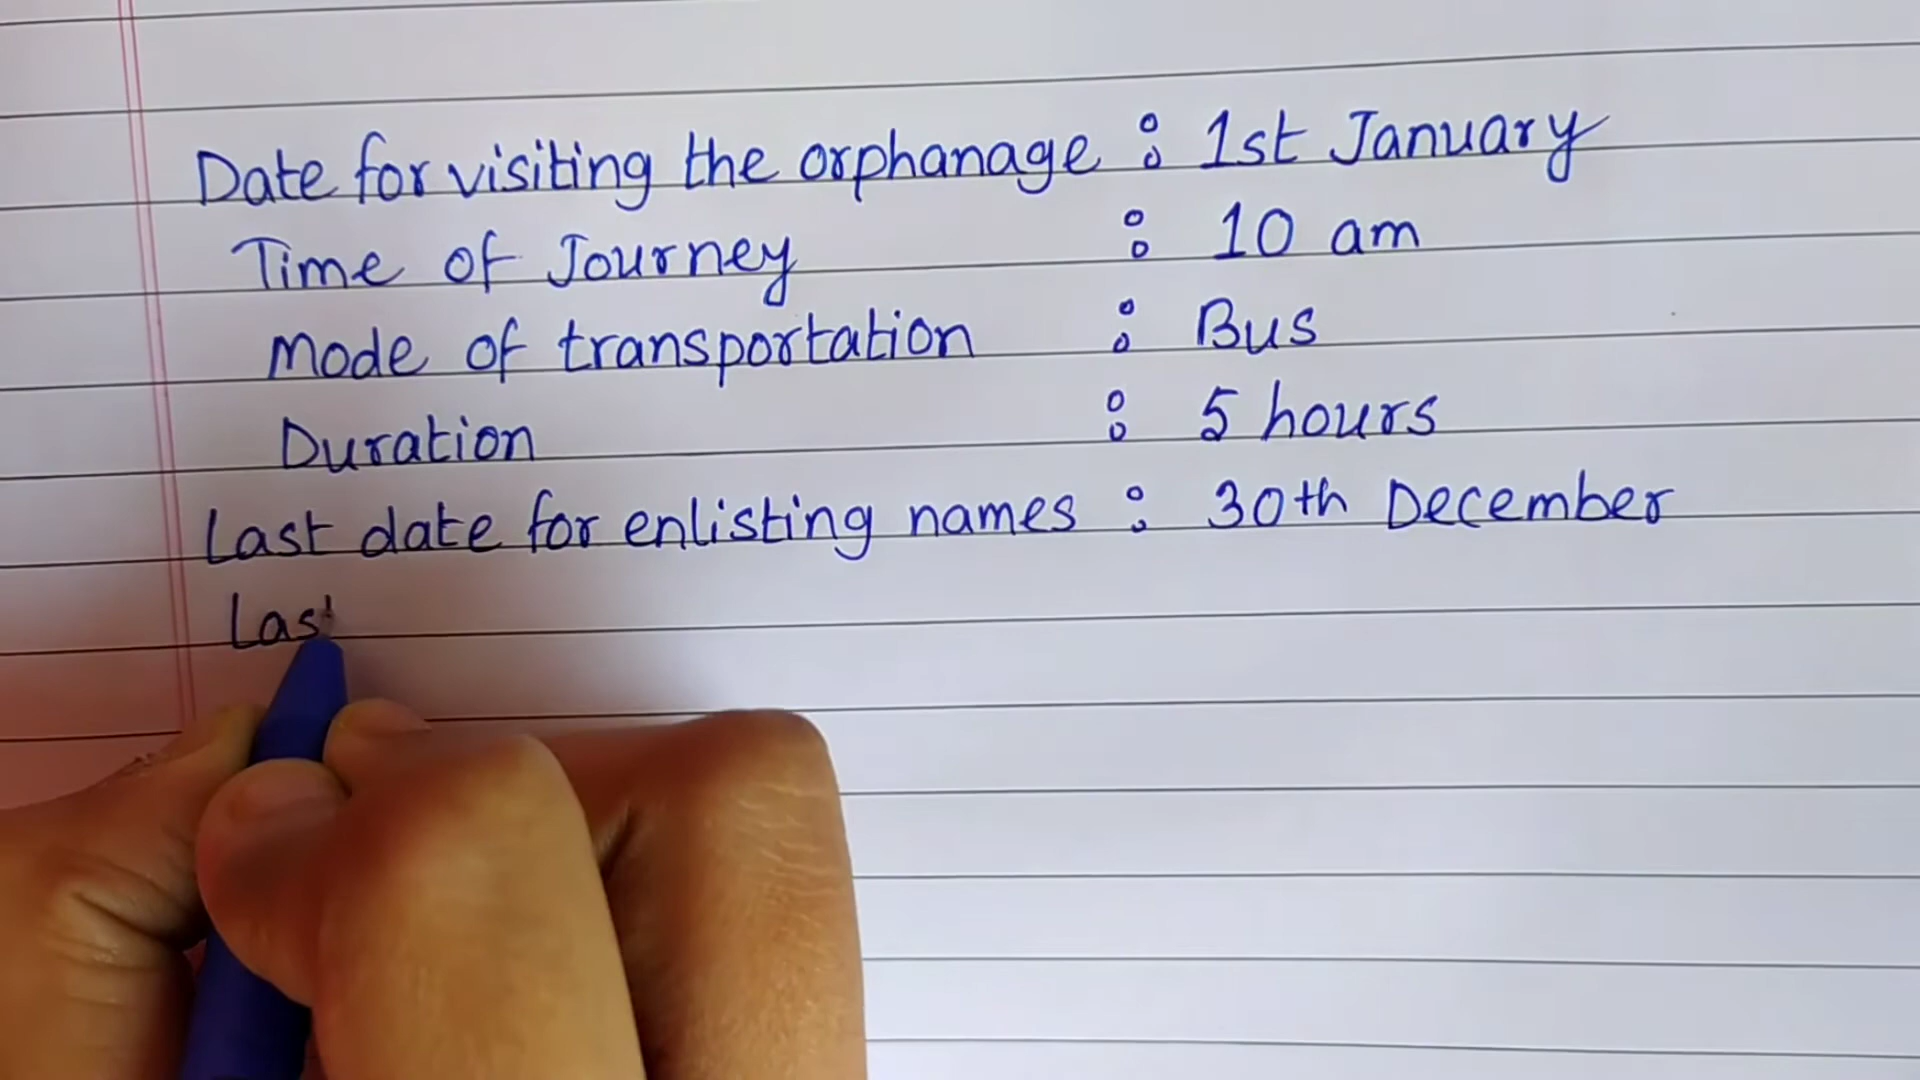 Date for visiting the orphanage : 1st January
Time of Journey : 10 am
Mode of transportation : Bus
Duration : 5 hours
Last date for enlisting names : 30th December
Las